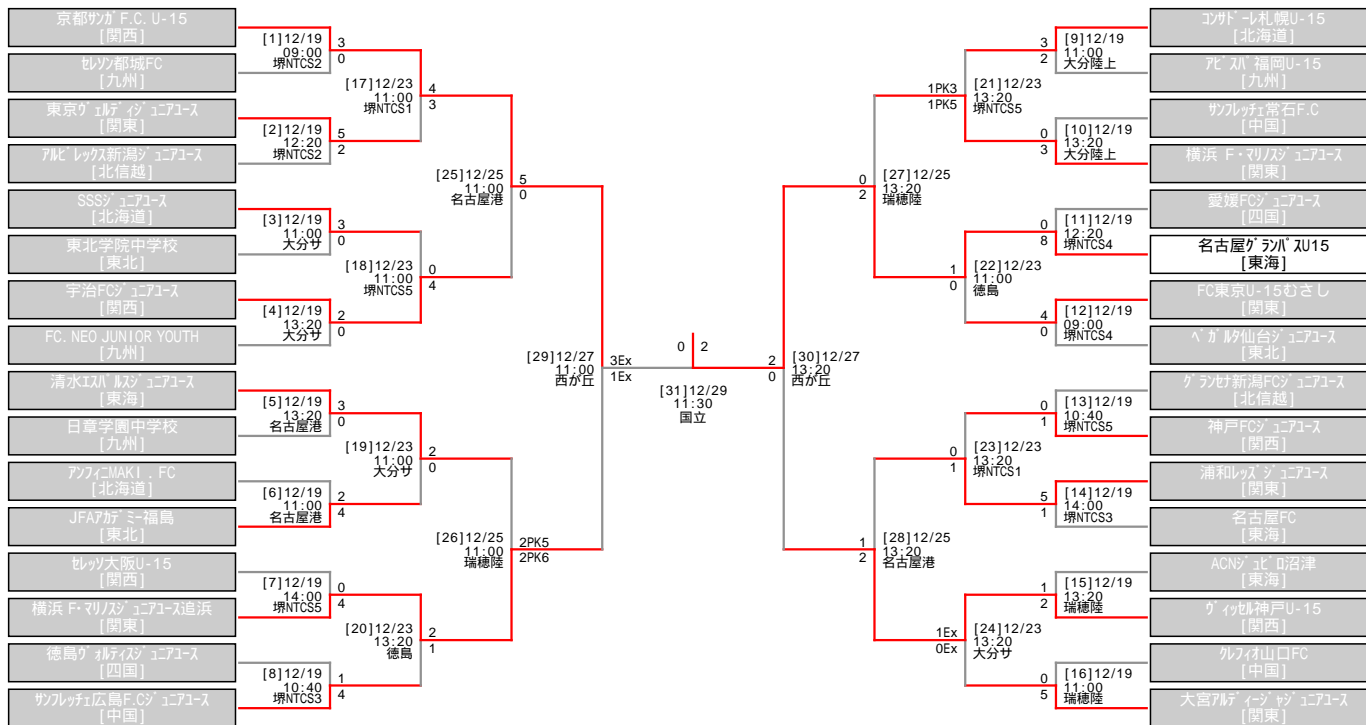 京都サンガF.C. U-15
[関西]
セレソン都城FC
[九州]
東京ヴェルディジュニアユース
[関東]
アルビレックス新潟ジュニアユース
[北信越]
SSSジュニアユース
[北海道]
東北学院中学校
[東北]
宇治FCジュニアユース
[関西]
FC. NEO JUNIOR YOUTH
[九州]
清水エスパルスジュニアユース
[東海]
日章学園中学校
[九州]
アンフィニMAKI . FC
[北海道]
JFAアカデミー福島
[東北]
セレッソ大阪U-15
[関西]
横浜 F・マリノスジュニアユース追浜
[関東]
徳島ヴォルティスジュニアユース
[四国]
サンフレッチェ広島F.Cジュニアユース
[中国]
[1]12/19
09:00
堺NTCS2
3
0
[2]12/19
12:20
堺NTCS2
5
2
[3]12/19
11:00
大分サ
3
0
[4]12/19
13:20
大分サ
2
0
[5]12/19
13:20
名古屋港
3
0
[6]12/19
11:00
名古屋港
2
4
[7]12/19
14:00
堺NTCS5
0
4
[8]12/19
10:40
堺NTCS3
1
4
[17]12/23
11:00
堺NTCS1
4
3
[18]12/23
11:00
堺NTCS5
0
4
[19]12/23
11:00
大分サ
2
0
[20]12/23
13:20
徳島
2
1
[25]12/25
11:00
名古屋港
5
0
[26]12/25
11:00
瑞穂陸
2PK5
2PK6
[29]12/27
11:00
西が丘
3Ex
1Ex
0 2
[31]12/29
11:30
国立
2
0
[30]12/27
13:20
西が丘
0
2
[27]12/25
13:20
瑞穂陸
1
2
[28]12/25
13:20
名古屋港
1PK3
1PK5
[21]12/23
13:20
堺NTCS5
1
0
[22]12/23
11:00
徳島
0
1
[23]12/23
13:20
堺NTCS1
1Ex
0Ex
[24]12/23
13:20
大分サ
3
2
[9]12/19
11:00
大分陸上
0
3
[10]12/19
13:20
大分陸上
0
8
[11]12/19
12:20
堺NTCS4
4
0
[12]12/19
09:00
堺NTCS4
0
1
[13]12/19
10:40
堺NTCS5
5
1
[14]12/19
14:00
堺NTCS3
1
2
[15]12/19
13:20
瑞穂陸
0
5
[16]12/19
11:00
瑞穂陸
コンサドーレ札幌U-15
[北海道]
アビスパ福岡U-15
[九州]
サンフレッチェ常石F.C
[中国]
横浜 F・マリノスジュニアユース
[関東]
愛媛FCジュニアユース
[四国]
名古屋グランパスU15
[東海]
FC東京U-15むさし
[関東]
ベガルタ仙台ジュニアユース
[東北]
グランセナ新潟FCジュニアユース
[北信越]
神戸FCジュニアユース
[関西]
浦和レッズジュニアユース
[関東]
名古屋FC
[東海]
ACNジュビロ沼津
[東海]
ヴィッセル神戸U-15
[関西]
クレフィオ山口FC
[中国]
大宮アルディージャジュニアユース
[関東]